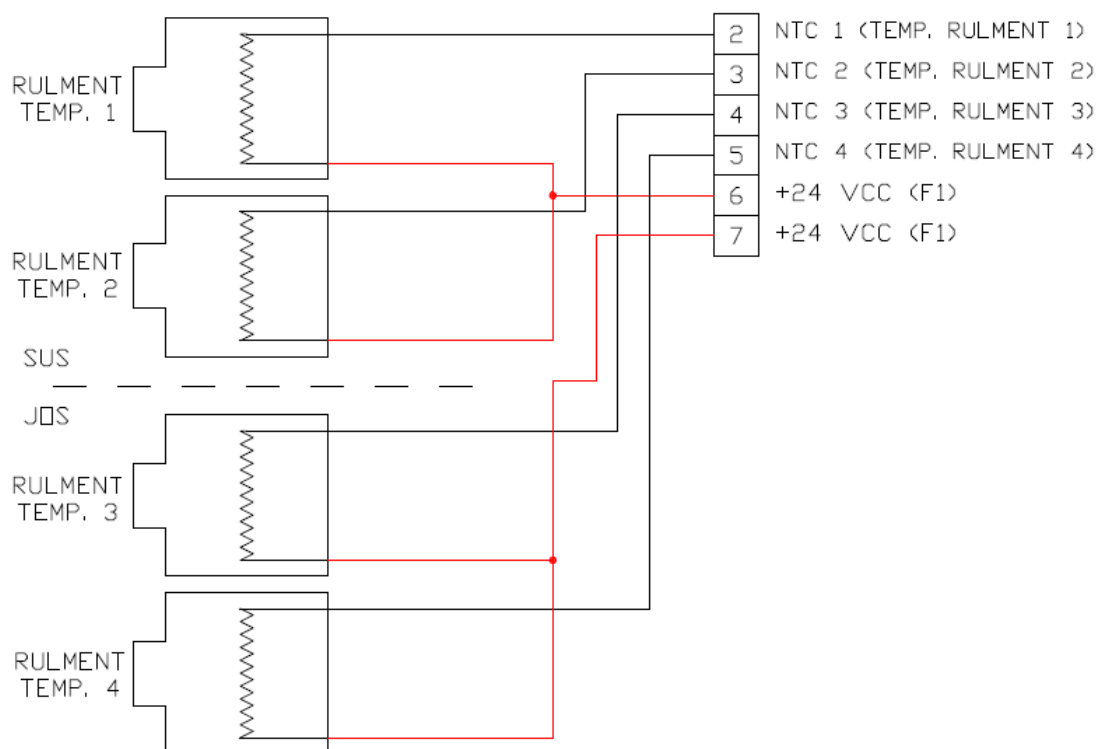 RULMENT
TEMP. 1
RULMENT
TEMP. 2
SUS
JOS
RULMENT
TEMP. 3
RULMENT
TEMP. 4
2 NTC 1 (TEMP. RULMENT 1)
3 NTC 2 (TEMP. RULMENT 2)
4 NTC 3 (TEMP. RULMENT 3)
5 NTC 4 (TEMP. RULMENT 4)
6 +24 VCC (F1)
7 +24 VCC (F1)